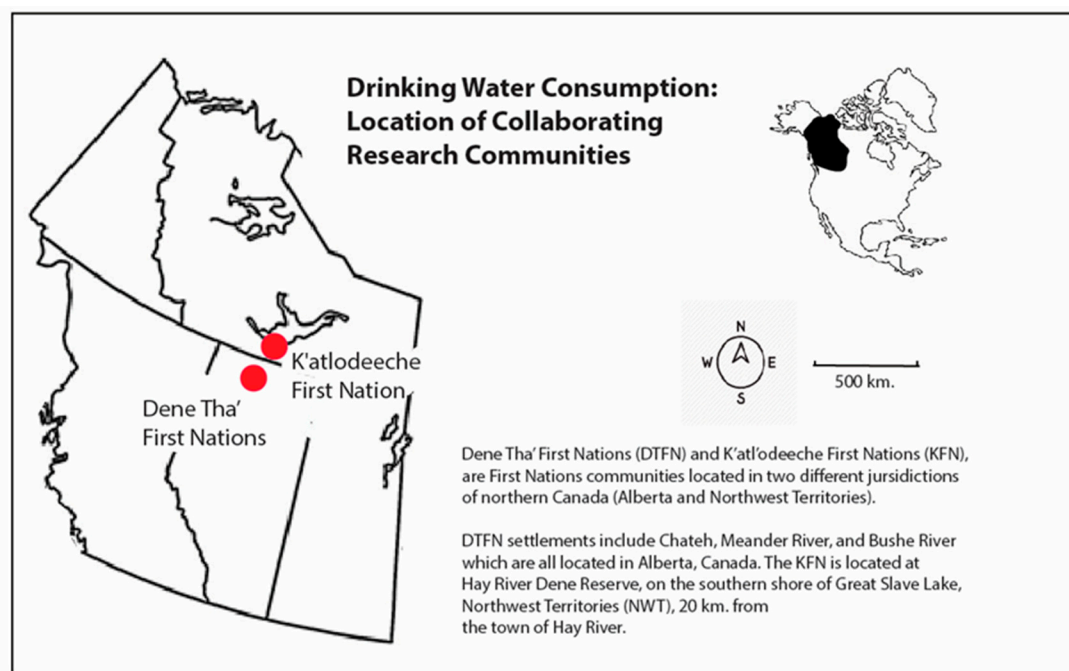 Drinking Water Consumption:
Location of Collaborating
Research Communities
K'atlodeeche
First Nation
Dene Tha'
First Nations
N
W
E
S
500 km.
Dene Tha' First Nations (DTFN) and K'atl'odeeche First Nations (KFN),
are First Nations communities located in two different jursidictions
of northern Canada (Alberta and Northwest Territories).
DTFN settlements include Chateh, Meander River, and Bushe River
which are all located in Alberta, Canada. The KFN is located at
Hay River Dene Reserve, on the southern shore of Great Slave Lake,
Northwest Territories (NWT), 20 km. from
the town of Hay River.